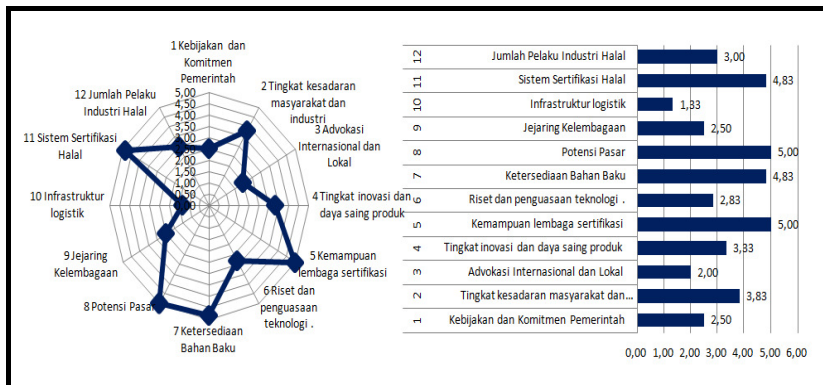 1 Kebijakan dan
Komitmen
Pemerintah
2 Tingkat kesadaran
masyarakat dan
industri
3 Advokasi
Internasional dan
Lokal
4 Tingkat inovasi dan
daya saing produk
5 Kemampuan
lembaga sertifikasi
6 Riset dan
penguasaan
teknologi .
7 Ketersediaan
Bahan Baku
8 Potensi Pasar
9 Jejaring
Kelembagaan
10 Infrastruktur
logistik
11 Sistem Sertifikasi
Halal
12 Jumlah Pelaku
Industri Halal
5,00
4,50
4,00
3,50
3,00
2,50
2,00
1,50
1,00
0,50
0,00
12 Jumlah Pelaku Industri Halal 3,00
11 Sistem Sertifikasi Halal 4,83
10 Infrastruktur logistik 1,33
9 Jejaring Kelembagaan 2,50
8 Potensi Pasar 5,00
7 Ketersediaan Bahan Baku 4,83
6 Riset dan penguasaan teknologi . 2,83
5 Kemampuan lembaga sertifikasi 5,00
4 Tingkat inovasi dan daya saing produk 3,33
3 Advokasi Internasional dan Lokal 2,00
2 Tingkat kesadaran masyarakat dan... 3,83
1 Kebijakan dan Komitmen Pemerintah 2,50
0,00 1,00 2,00 3,00 4,00 5,00 6,00